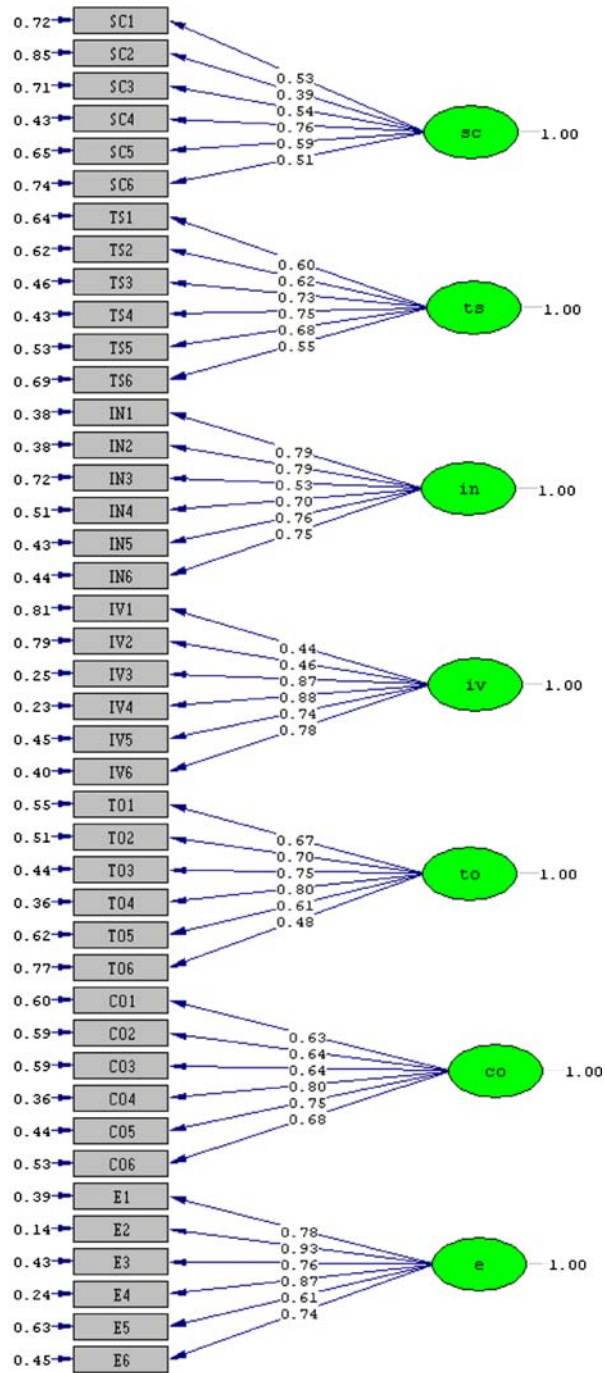 0.72 SC1
0.85 SC2
0.71 SC3
0.43 SC4
0.65 SC5
0.74 SC6
0.53
0.39
0.54
0.76
0.59
0.51
sc 1.00
0.64 TS1
0.62 TS2
0.46 TS3
0.43 TS4
0.53 TS5
0.69 TS6
0.60
0.62
0.73
0.75
0.68
0.55
ts 1.00
0.38 IN1
0.38 IN2
0.72 IN3
0.51 IN4
0.43 IN5
0.44 IN6
0.79
0.79
0.53
0.70
0.76
0.75
in 1.00
0.81 IV1
0.79 IV2
0.25 IV3
0.23 IV4
0.45 IV5
0.40 IV6
0.44
0.46
0.87
0.88
0.74
0.78
iv 1.00
0.55 TO1
0.51 TO2
0.44 TO3
0.36 TO4
0.62 TO5
0.77 TO6
0.67
0.70
0.75
0.80
0.61
0.48
to 1.00
0.60 CO1
0.59 CO2
0.59 CO3
0.36 CO4
0.44 CO5
0.53 CO6
0.63
0.64
0.64
0.80
0.75
0.68
co 1.00
0.39 E1
0.14 E2
0.43 E3
0.24 E4
0.63 E5
0.45 E6
0.78
0.93
0.76
0.87
0.61
0.74
e 1.00